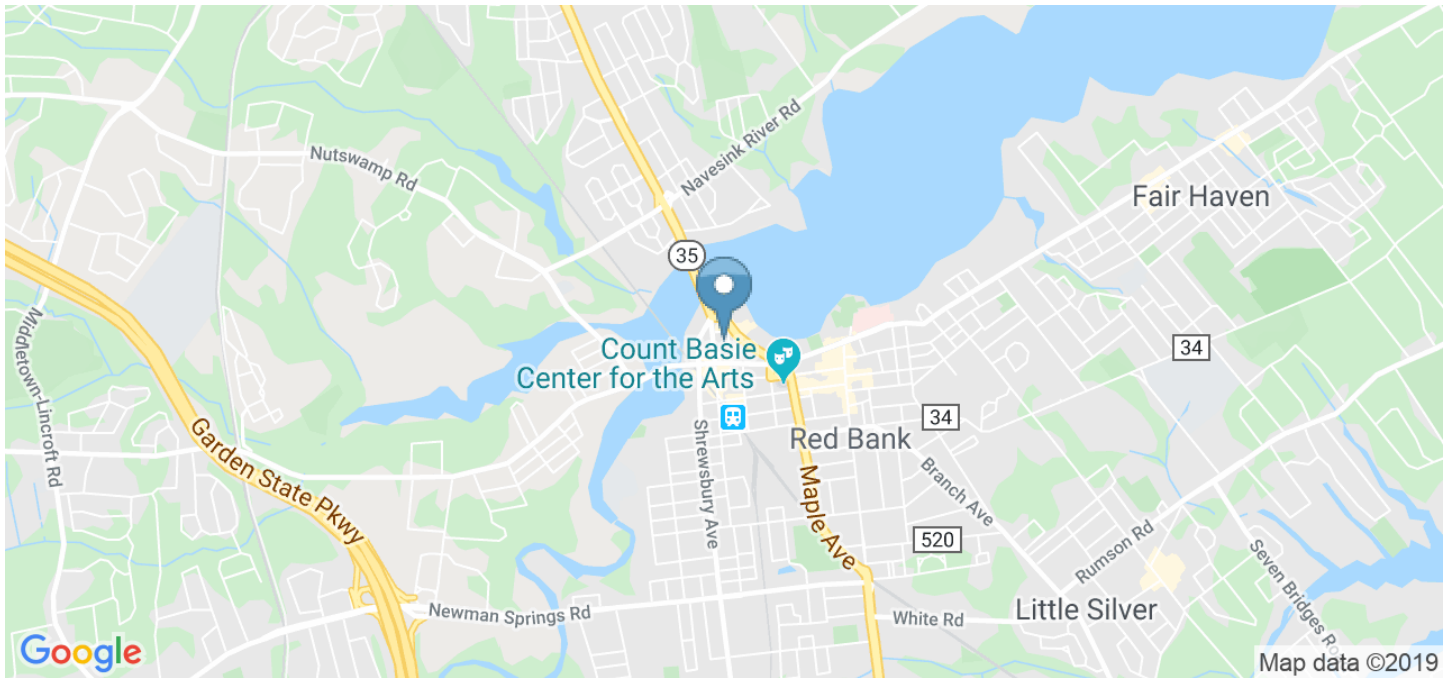 Navesink River Rd
Nutswamp Rd
Fair Haven
35
Middletown-Lincroft Rd
34
Count Basie
Center for the Arts
34
Red Bank
Garden State Pkwy
Shrewsbury Ave
Maple Ave
Branch Ave
520
Rumson Rd
Seven Bridges Ro
Newman Springs Rd
White Rd
Little Silver
Google
Map data ©2019